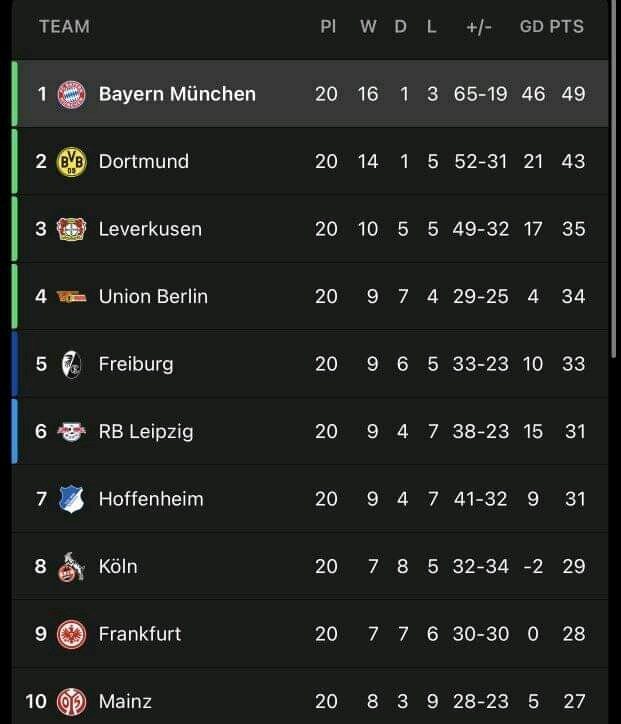 TEAM Pl W D L +/- GD PTS
1 Bayern München 20 16 1 3 65-19 46 49
2 BVB 09 Dortmund 20 14 1 5 52-31 21 43
3 Leverkusen 20 10 5 5 49-32 17 35
4 Union Berlin 20 9 7 4 29-25 4 34
5 Freiburg 20 9 6 5 33-23 10 33
6 RB Leipzig 20 9 4 7 38-23 15 31
7 Hoffenheim 20 9 4 7 41-32 9 31
8 Köln 20 7 8 5 32-34 -2 29
9 Frankfurt 20 7 7 6 30-30 0 28
10 Mainz 20 8 3 9 28-23 5 27